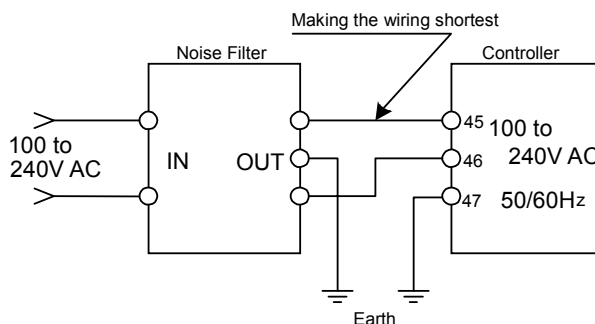 Making the wiring shortest
Noise Filter
Controller
100 to
240V AC
IN
OUT
45
100 to
46
240V AC
47
50/60Hz
Earth